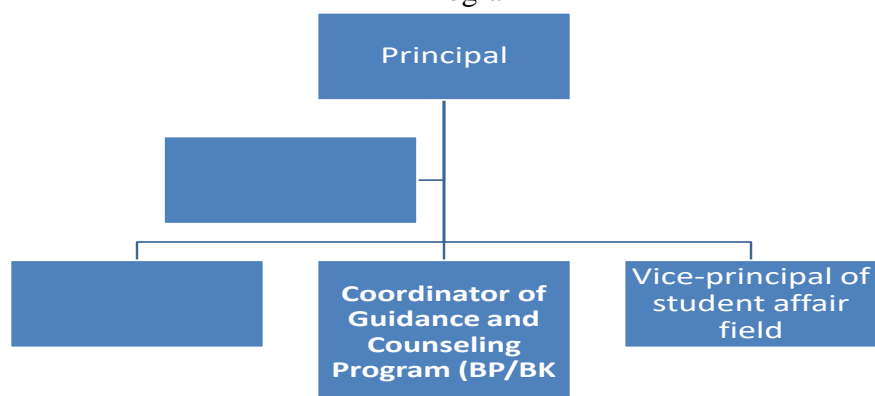 Principal
Coordinator of
Guidance and
Counseling
Program (BP/BK
Vice-principal of
student affair
field